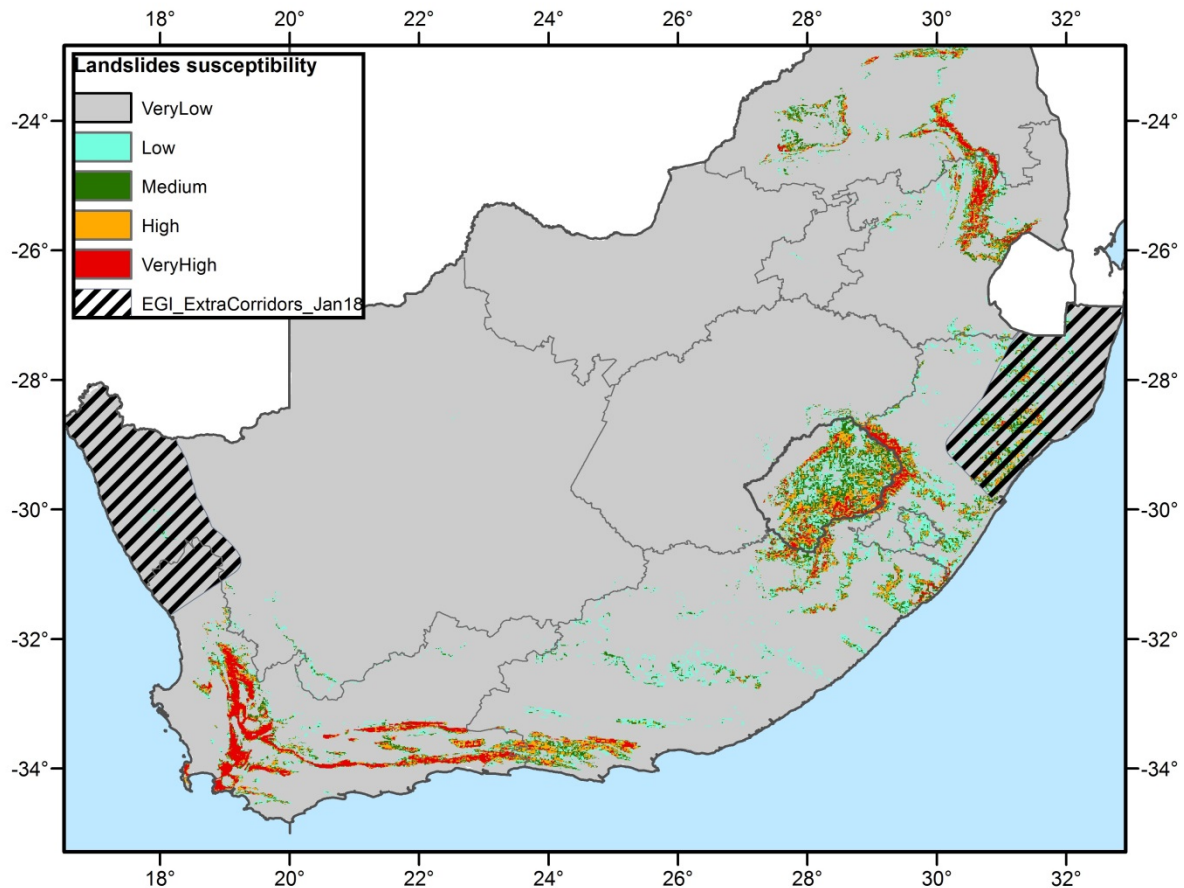 18° 20° 22° 24° 26° 28° 30° 32°
Landslides susceptibility
VeryLow
Low
Medium
High
VeryHigh
EGI_ExtraCorridors_Jan18
-24° -24°
-26° -26°
-28° -28°
-30° -30°
-32° -32°
-34° -34°
18° 20° 22° 24° 26° 28° 30° 32°